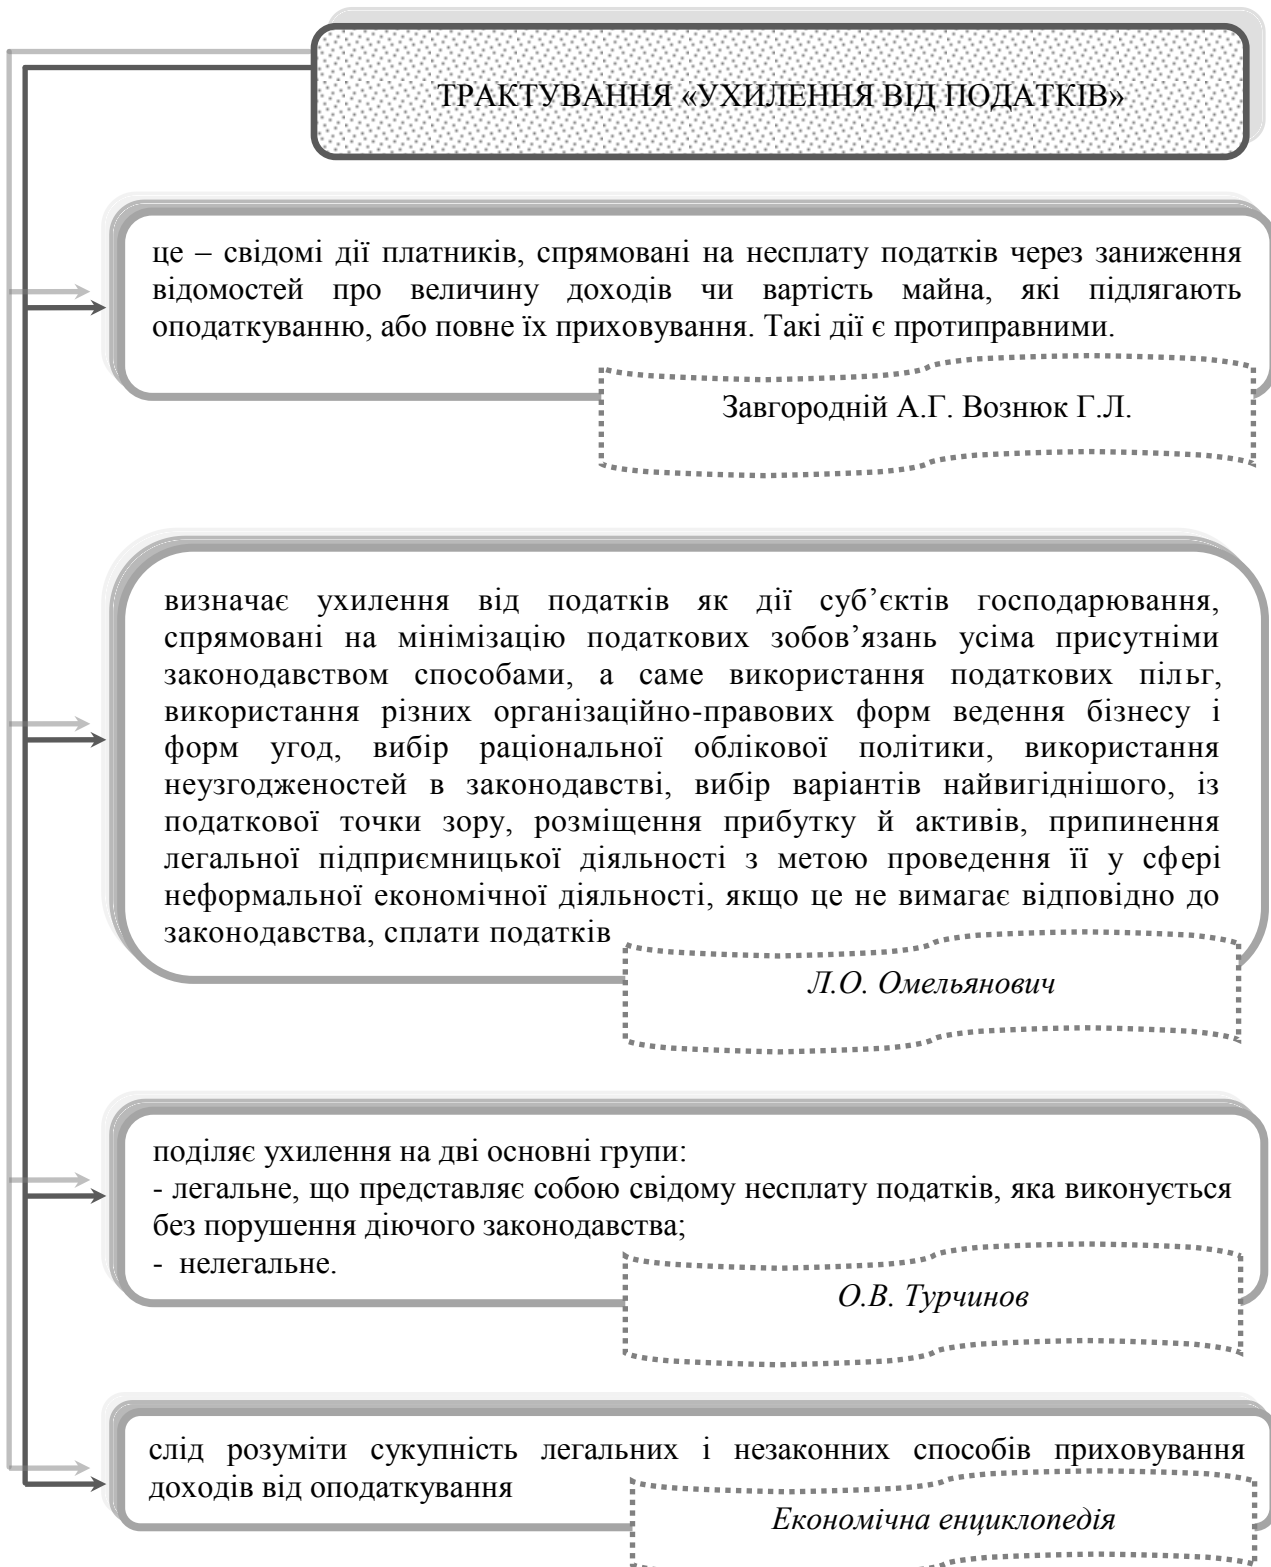 ТРАКТУВАННЯ «УХИЛЕННЯ ВІД ПОДАТКІВ»
це – свідомі дії платників, спрямовані на несплату податків через заниження
відомостей про величину доходів чи вартість майна, які підлягають
оподаткуванню, або повне їх приховування. Такі дії є протиправними.
Завгородній А.Г. Вознюк Г.Л.
визначає ухилення від податків як дії суб’єктів господарювання,
спрямовані на мінімізацію податкових зобов’язань усіма присутніми
законодавством способами, а саме використання податкових пільг,
використання різних організаційно-правових форм ведення бізнесу і
форм угод, вибір раціональної облікової політики, використання
неузгодженостей в законодавстві, вибір варіантів найвигіднішого, із
податкової точки зору, розміщення прибутку й активів, припинення
легальної підприємницької діяльності з метою проведення її у сфері
неформальної економічної діяльності, якщо це не вимагає відповідно до
законодавства, сплати податків
Л.О. Омельянович
поділяє ухилення на дві основні групи:
- легальне, що представляє собою свідому несплату податків, яка виконується
без порушення діючого законодавства;
- нелегальне.
О.В. Турчинов
слід розуміти сукупність легальних і незаконних способів приховування
доходів від оподаткування
Економічна енциклопедія